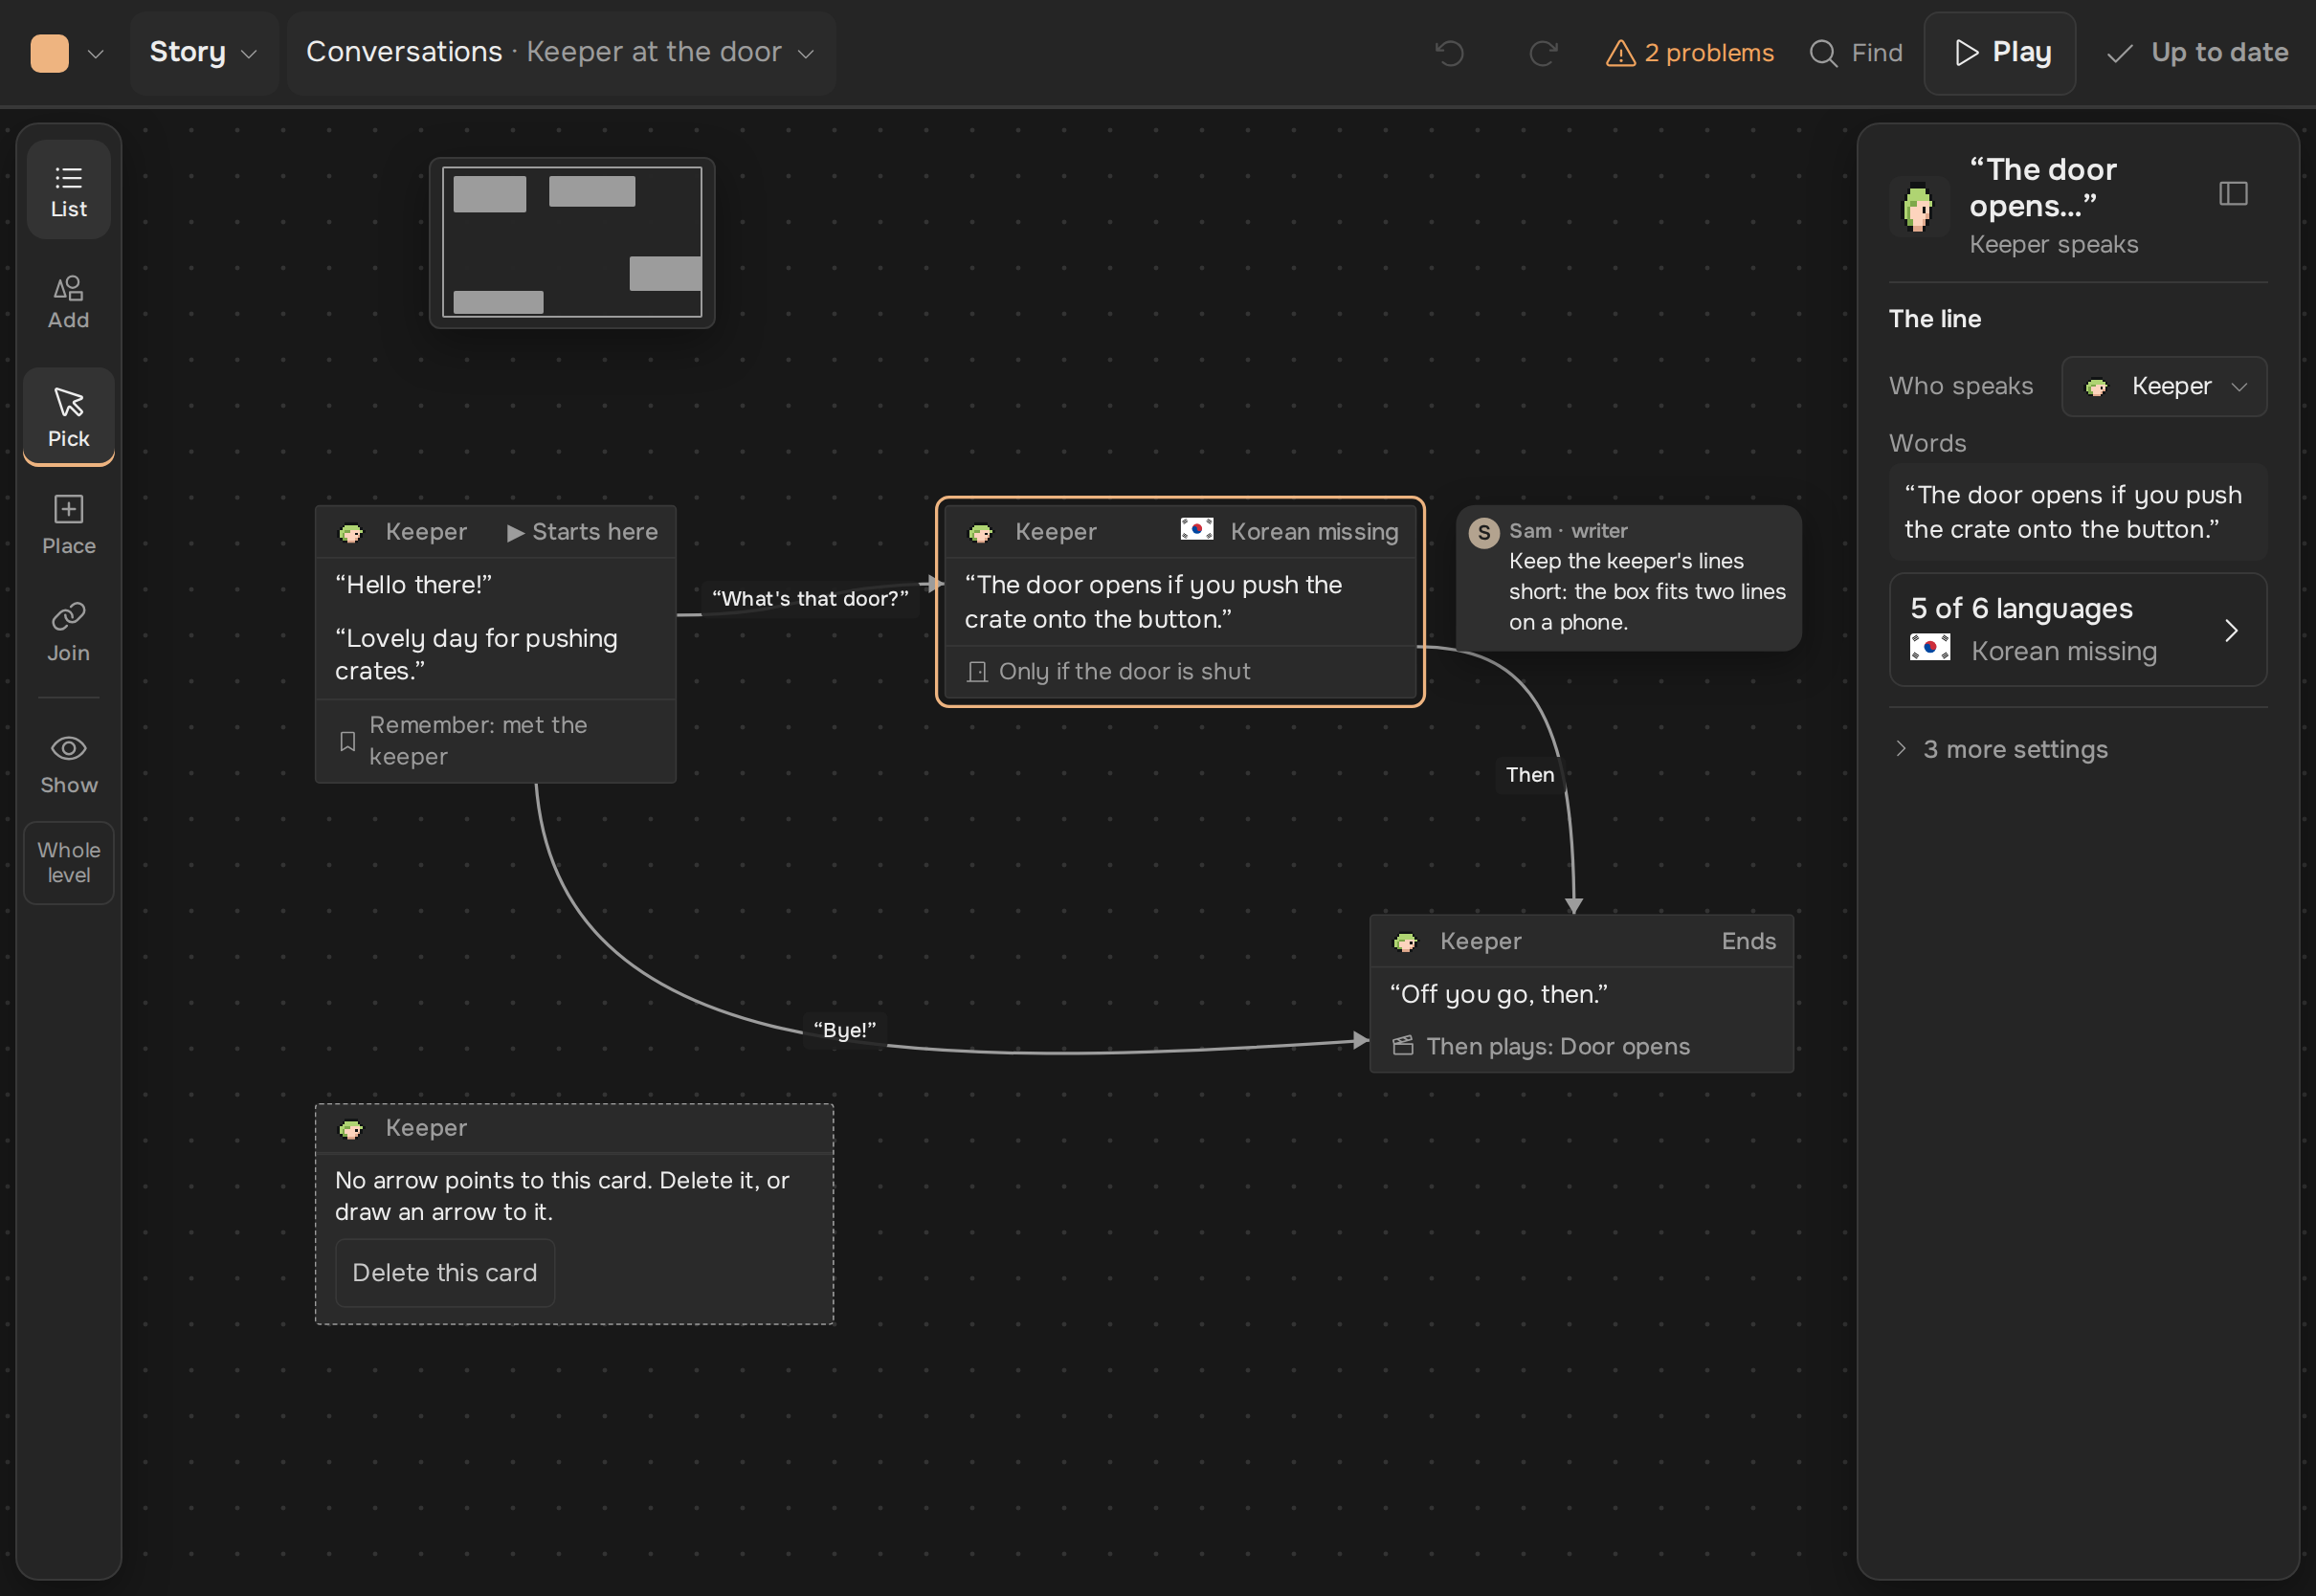 Story
Conversations · Keeper at the door
2 problems
Find
Play
Up to date
List
Add
Pick
Place
Join
Show
Whole
level
Keeper
▶ Starts here
“Hello there!”
“Lovely day for pushing
crates.”
Remember: met the
keeper
“What's that door?”
Keeper
Korean missing
“The door opens if you push the
crate onto the button.”
Only if the door is shut
S
Sam · writer
Keep the keeper's lines
short: the box fits two lines
on a phone.
Then
“Bye!”
Keeper
Ends
“Off you go, then.”
Then plays: Door opens
Keeper
No arrow points to this card. Delete it, or
draw an arrow to it.
Delete this card
“The door
opens...”
Keeper speaks
The line
Who speaks
Keeper
Words
“The door opens if you push
the crate onto the button.”
5 of 6 languages
Korean missing
3 more settings